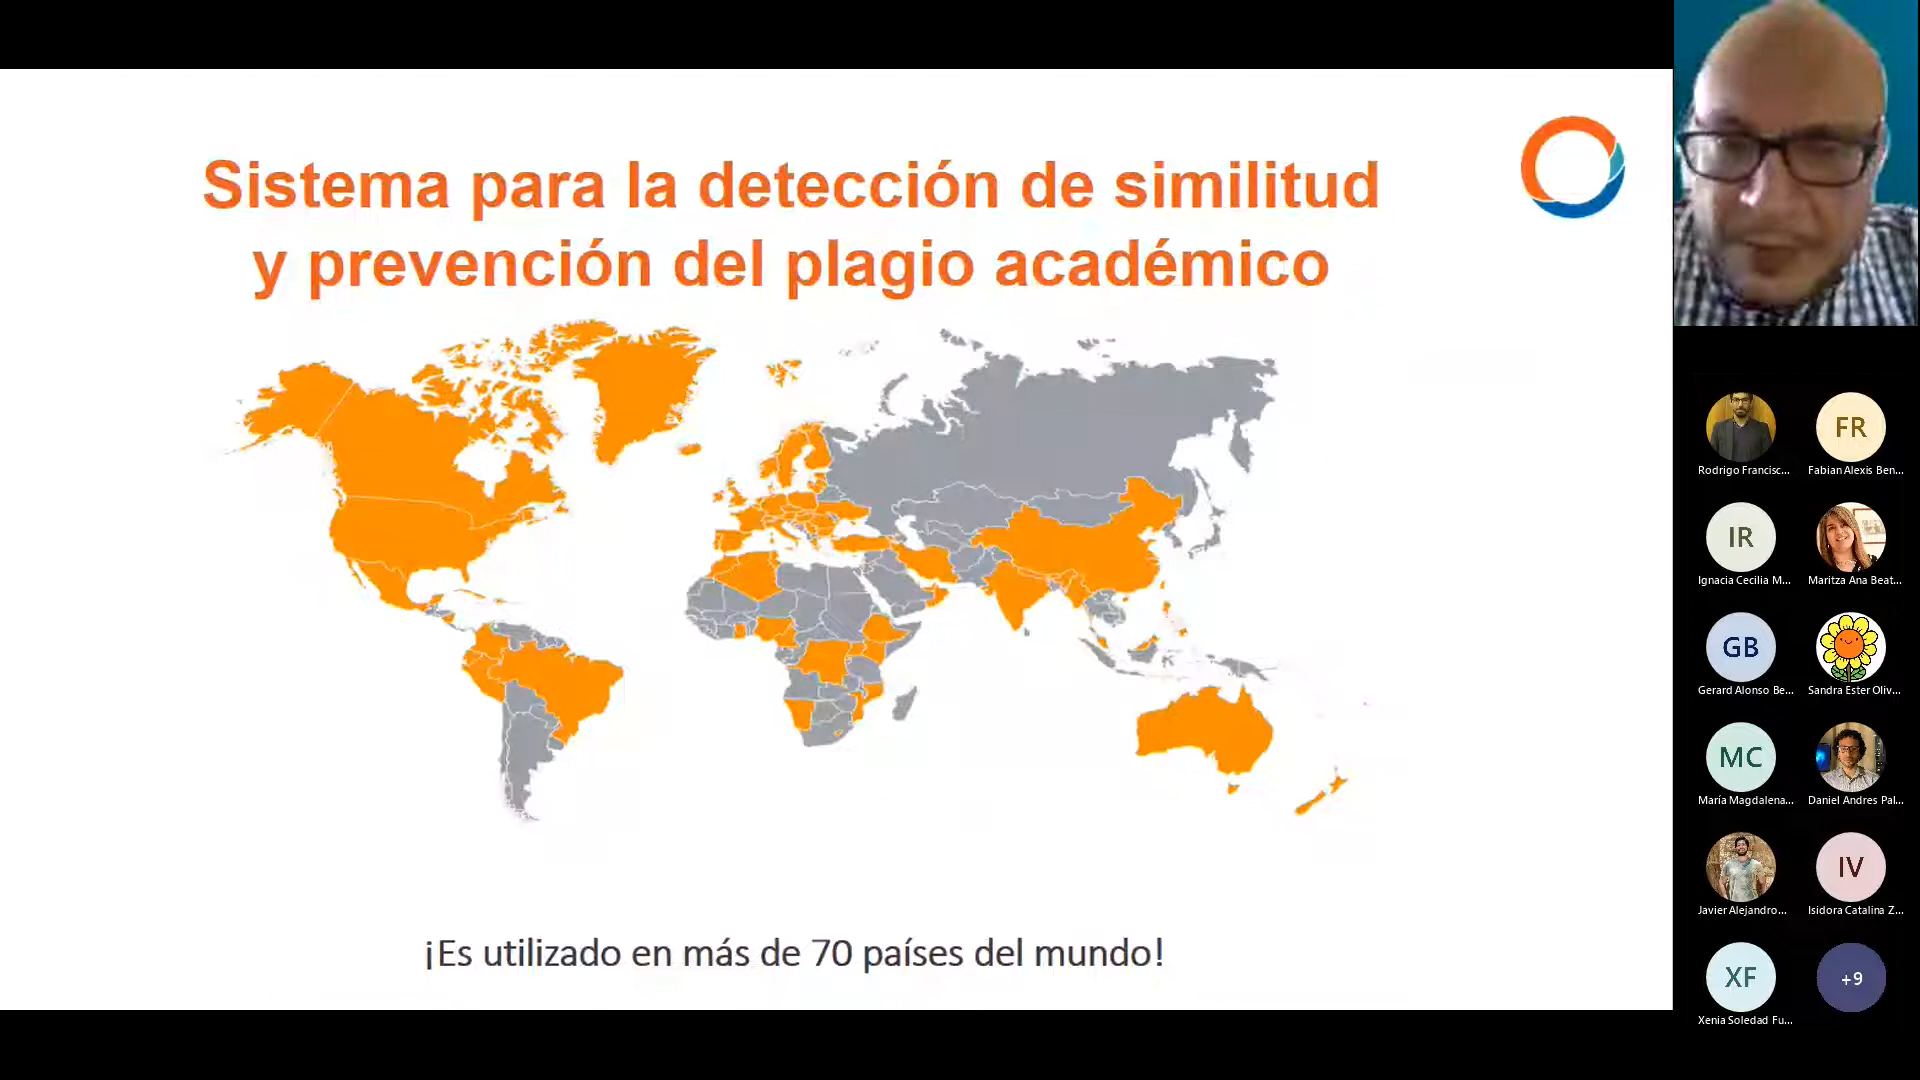 Sistema para la detección de similitud
y prevención del plagio académico
¡Es utilizado en más de 70 países del mundo!
Rodrigo Francisc...
FR
Fabian Alexis Ben...
IR
Ignacia Cecilia M...
Maritza Ana Beat...
GB
Gerard Alonso Be...
Sandra Ester Oliv...
MC
María Magdalena...
Daniel Andres Pal...
Javier Alejandro...
IV
Isidora Catalina Z...
XF
Xenia Soledad Fu...
+9